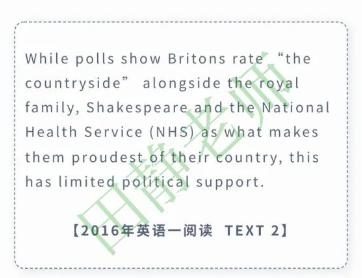 While polls show Britons rate “the
countryside” alongside the royal
family, Shakespeare and the National
Health Service (NHS) as what makes
them proudest of their country, this
has limited political support.
【2016年英语一阅读 TEXT 2】
田静老师